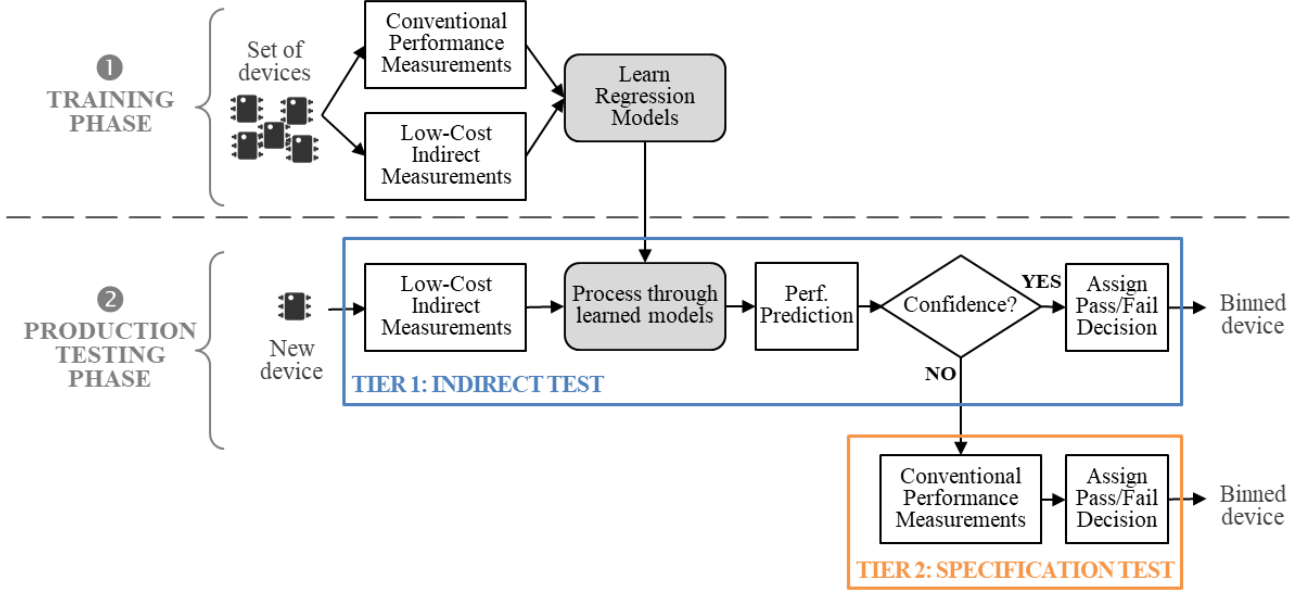 ❶
TRAINING
PHASE
Set of
devices
Conventional
Performance
Measurements
Low-Cost
Indirect
Measurements
Learn
Regression
Models
❷
PRODUCTION
TESTING
PHASE
New
device
Low-Cost
Indirect
Measurements
Process through
learned models
Perf.
Prediction
Confidence?
YES
NO
Assign
Pass/Fail
Decision
Binned
device
TIER 1: INDIRECT TEST
Conventional
Performance
Measurements
Assign
Pass/Fail
Decision
Binned
device
TIER 2: SPECIFICATION TEST